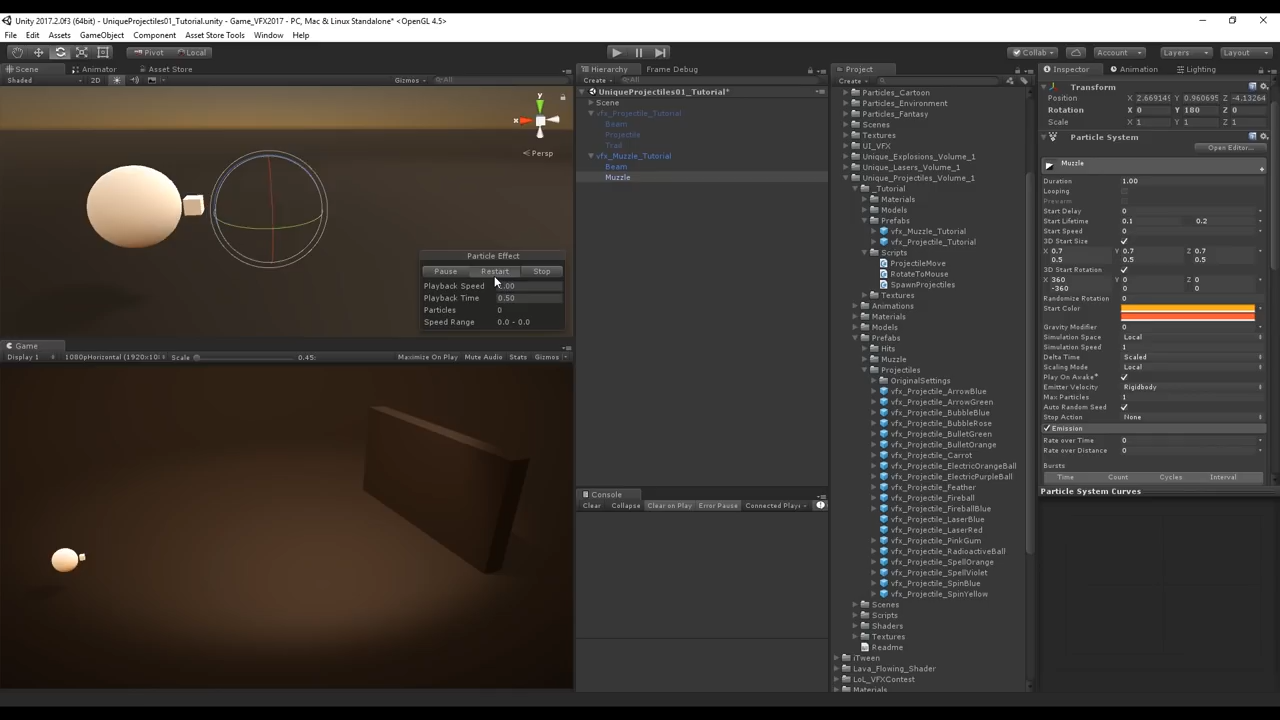 Unity 2017.2.0f3 (64bit) - UniqueProjectiles01_Tutorial.unity - Game_VFX2017 - PC, Mac & Linux Standalone* <OpenGL 4.5>
File Edit Assets GameObject Component Asset Store Tools Window Help
Pivot Local
Collab Account Layers Layout
Scene Animator Asset Store
Shaded 2D Gizmos All
y
x
Persp
Particle Effect
Pause Restart Stop
Playback Speed 1.00
Playback Time 0.50
Particles 0
Speed Range 0.0 - 0.0
Game
Display 1 1080pHorizontal (1920x10 Scale 0.45 Maximize On Play Mute Audio Stats Gizmos
Hierarchy Frame Debug
Create All
UniqueProjectiles01_Tutorial*
Scene
vfx_Projectile_Tutorial
Beam
Projectile
Trail
vfx_Muzzle_Tutorial
Beam
Muzzle
Console
Clear Collapse Clear on Play Error Pause Connected Playe
Project
Create
Particles_Cartoon
Particles_Environment
Particles_Fantasy
Scenes
Textures
UI_VFX
Unique_Explosions_Volume_1
Unique_Lasers_Volume_1
Unique_Projectiles_Volume_1
_Tutorial
Materials
Models
Prefabs
vfx_Muzzle_Tutorial
vfx_Projectile_Tutorial
Scripts
ProjectileMove
RotateToMouse
SpawnProjectiles
Textures
Animations
Materials
Models
Prefabs
Hits
Muzzle
Projectiles
OriginalSettings
vfx_Projectile_ArrowBlue
vfx_Projectile_ArrowGreen
vfx_Projectile_BubbleBlue
vfx_Projectile_BubbleRose
vfx_Projectile_BulletGreen
vfx_Projectile_BulletOrange
vfx_Projectile_Carrot
vfx_Projectile_ElectricOrangeBall
vfx_Projectile_ElectricPurpleBall
vfx_Projectile_Feather
vfx_Projectile_Fireball
vfx_Projectile_FireballBlue
vfx_Projectile_LaserBlue
vfx_Projectile_LaserRed
vfx_Projectile_PinkGum
vfx_Projectile_RadioactiveBall
vfx_Projectile_SpellOrange
vfx_Projectile_SpellViolet
vfx_Projectile_SpinBlue
vfx_Projectile_SpinYellow
Scenes
Scripts
Shaders
Textures
Readme
iTween
Lava_Flowing_Shader
LoL_VFXContest
Materials
Inspector Animation Lighting
Transform
Position X 2.669149 Y 0.960695 Z -4.13264
Rotation X 0 Y 180 Z 0
Scale X 1 Y 1 Z 1
Particle System
Open Editor...
Muzzle
Duration 1.00
Looping
Prewarm
Start Delay 0
Start Lifetime 0.1 0.2
Start Speed 0
3D Start Size
X 0.7 Y 0.7 Z 0.7
0.5 0.5 0.5
3D Start Rotation
X 360 Y 0 Z 0
-360 0 0
Randomize Rotation 0
Start Color
Gravity Modifier 0
Simulation Space Local
Simulation Speed 1
Delta Time Scaled
Scaling Mode Local
Play On Awake*
Emitter Velocity Rigidbody
Max Particles 1
Auto Random Seed
Stop Action None
Emission
Rate over Time 0
Rate over Distance 0
Bursts
Time Count Cycles Interval
Particle System Curves